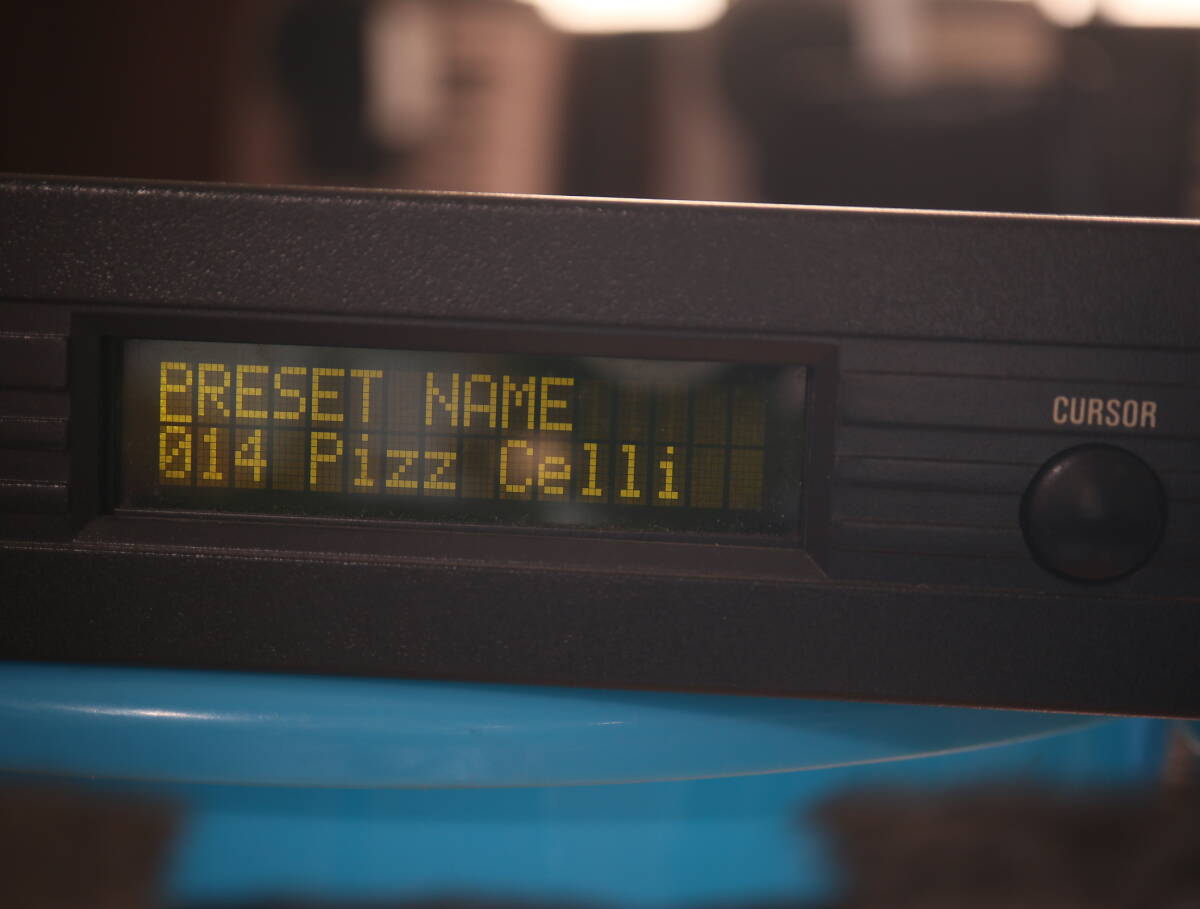 PRESET NAME
014 Pizz Celli
CURSOR